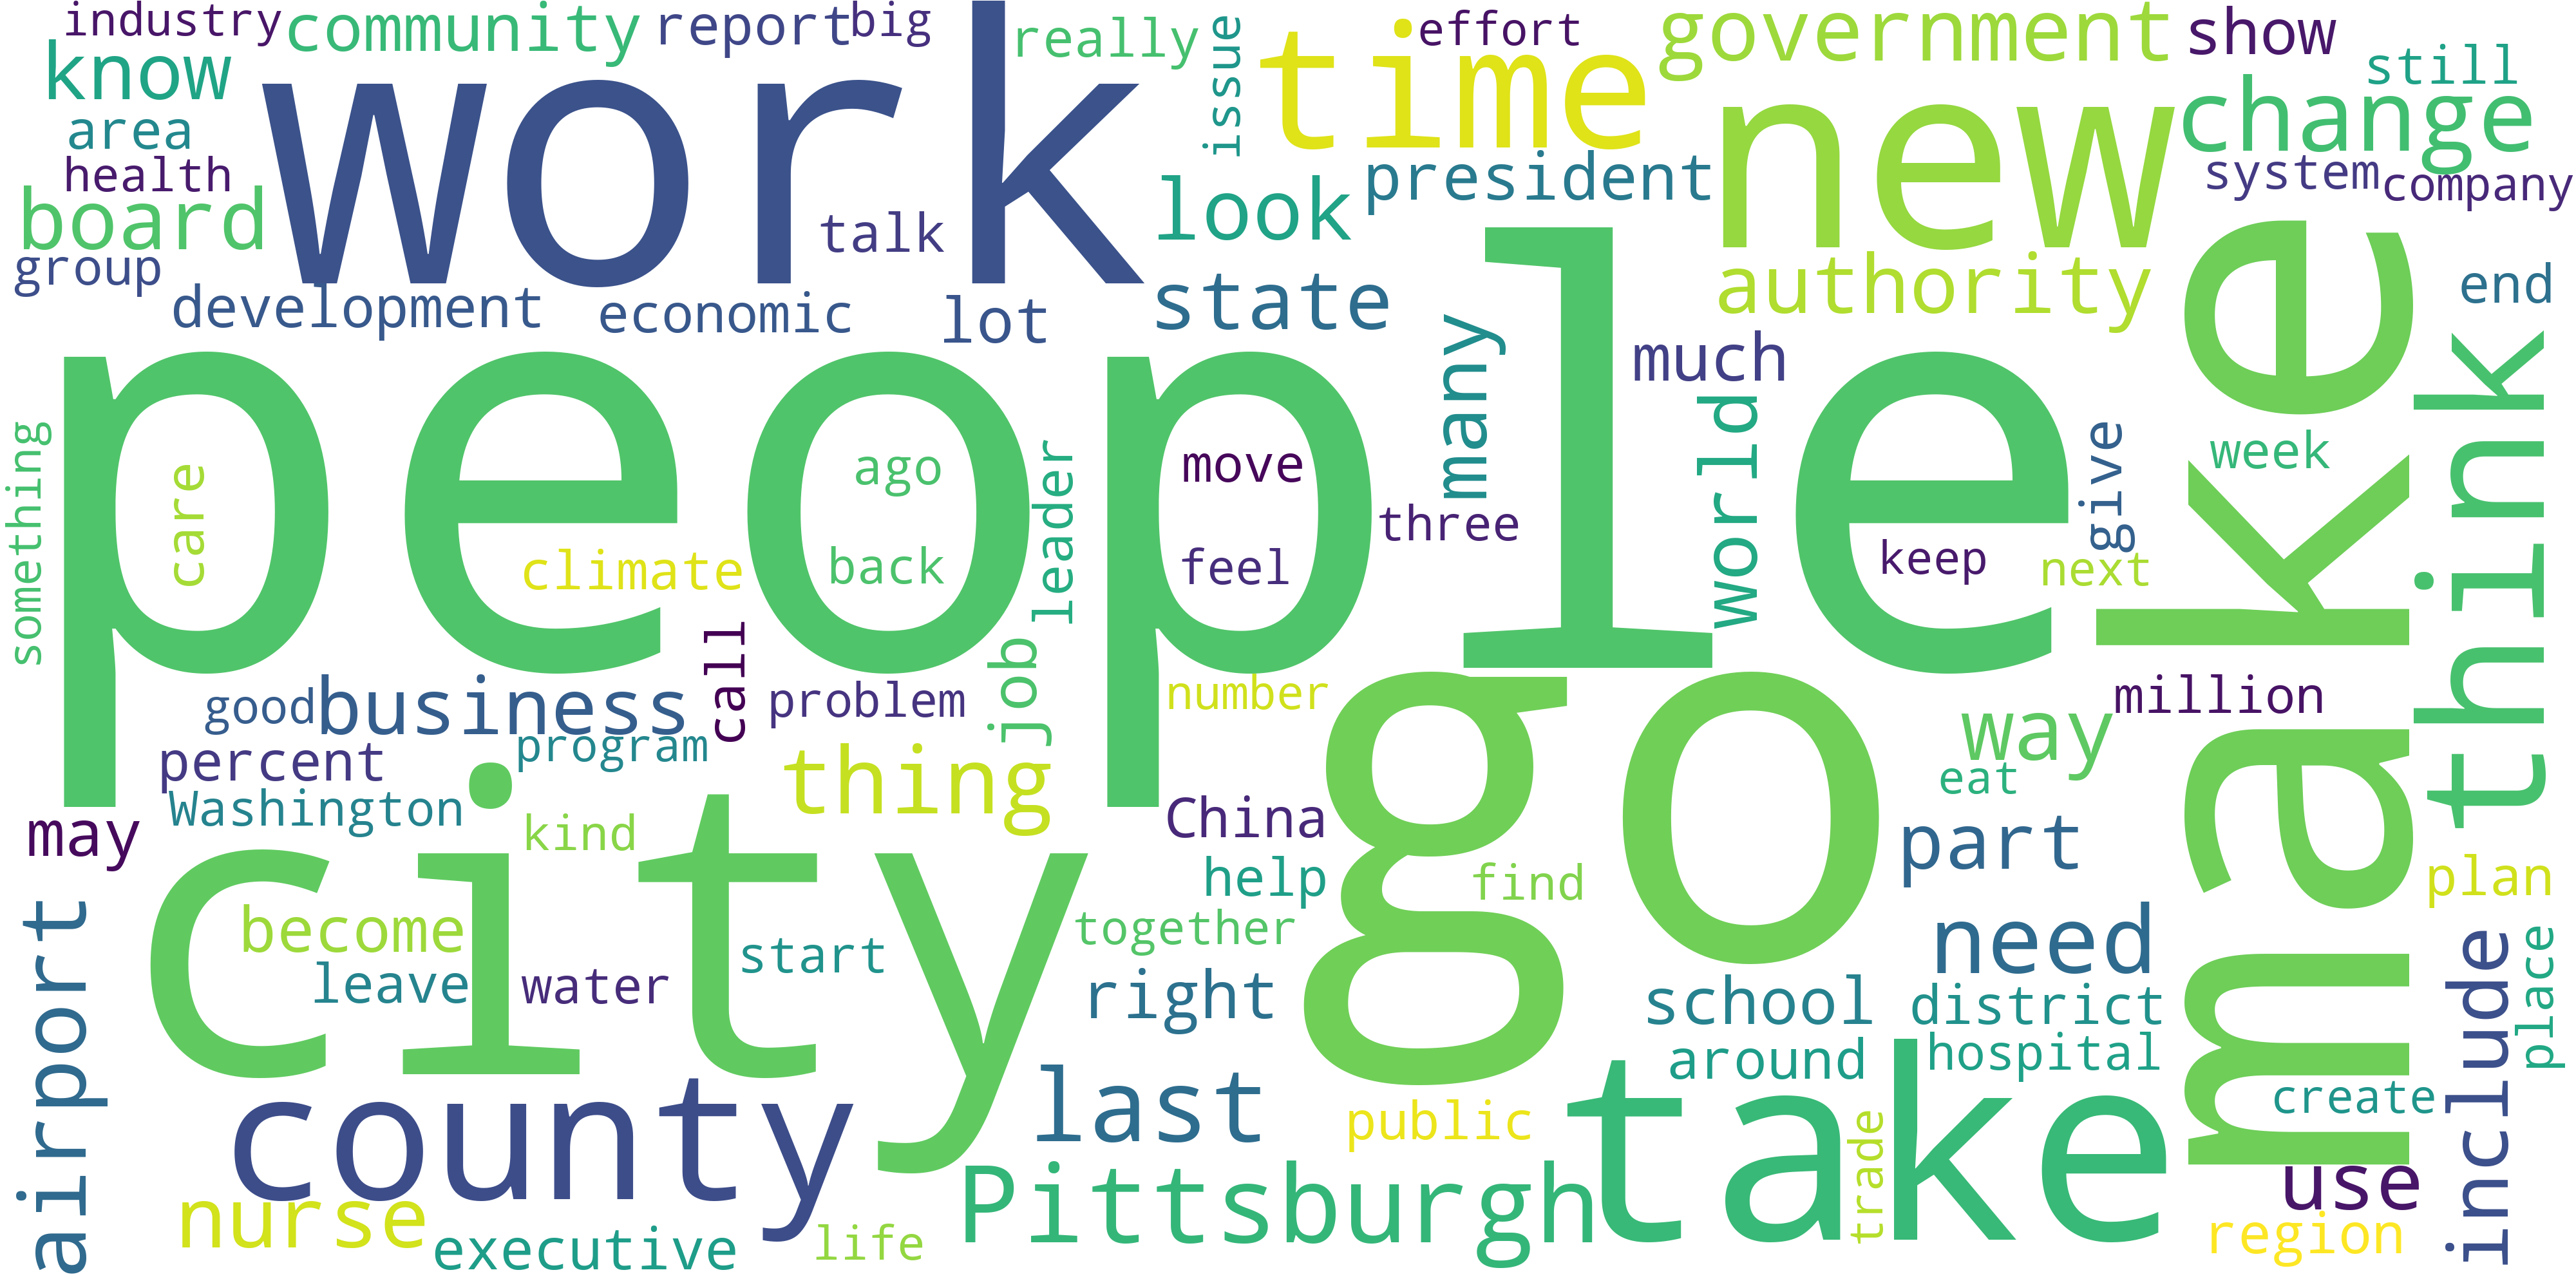 industry
community
report
big
really
issue
time
effort
government
show
still
know
work
new
change
area
health
board
talk
look
president
system
company
group
development
economic
lot
state
authority
end
people
many
much
make
think
something
care
ago
leader
move
three
world
give
week
climate
back
feel
keep
next
good
business
call
problem
job
number
go
way
million
percent
program
thing
eat
Washington
may
city
kind
China
help
find
part
plan
airport
become
leave
water
start
together
right
need
school
district
include
place
county
last
around
hospital
public
take
trade
create
nurse
executive
life
Pittsburgh
use
region